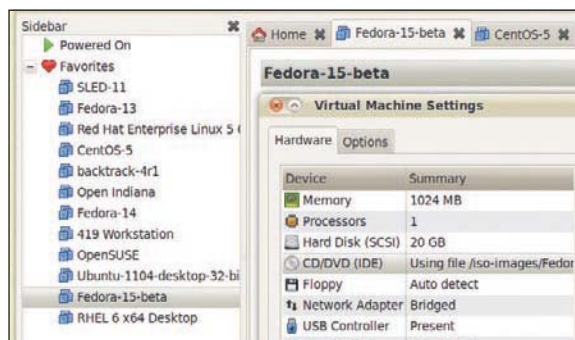 Sidebar
Powered On
Favorites
SLED-11
Fedora-13
Red Hat Enterprise Linux 5
CentOS-5
backtrack-4r1
Open Indiana
Fedora-14
419 Workstation
OpenSUSE
Ubuntu-1104-desktop-32-bi
Fedora-15-beta
RHEL 6 x64 Desktop
Home Fedora-15-beta CentOS-5
Fedora-15-beta
Virtual Machine Settings
Hardware Options
Device Summary
Memory 1024 MB
Processors 1
Hard Disk (SCSI) 20 GB
CD/DVD (IDE) Using file /iso-images/Fedor
Floppy Auto detect
Network Adapter Bridged
USB Controller Present